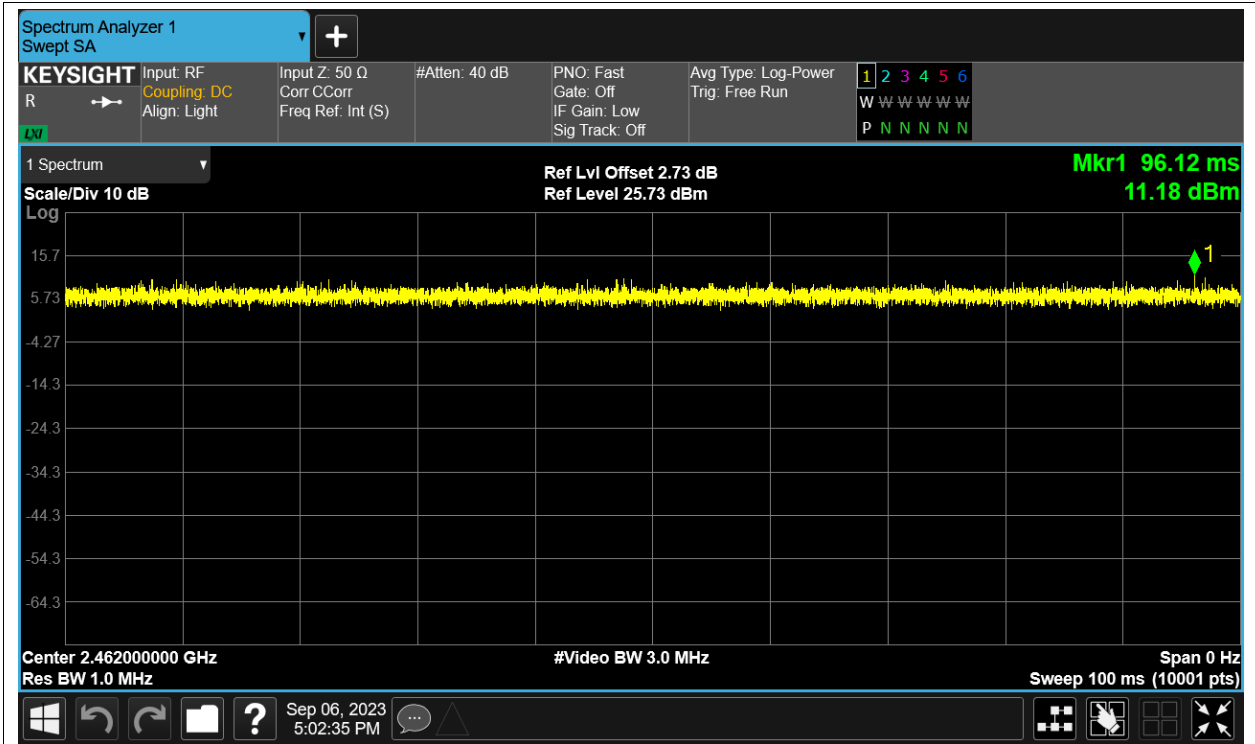 Spectrum Analyzer 1
Swept SA
KEYSIGHT
R
LXI
Input: RF
Coupling: DC
Align: Light
Input Z: 50 Ω
Corr CCorr
Freq Ref: Int (S)
#Atten: 40 dB
PNO: Fast
Gate: Off
IF Gain: Low
Sig Track: Off
Avg Type: Log-Power
Trig: Free Run
1 2 3 4 5 6
W W W W W W
P N N N N N
1 Spectrum
Scale/Div 10 dB
Log
Ref Lvl Offset 2.73 dB
Ref Level 25.73 dBm
Mkr1 96.12 ms
11.18 dBm
1
15.7
5.73
-4.27
-14.3
-24.3
-34.3
-44.3
-54.3
-64.3
Center 2.462000000 GHz
Res BW 1.0 MHz
#Video BW 3.0 MHz
Span 0 Hz
Sweep 100 ms (10001 pts)
?
Sep 06, 2023
5:02:35 PM